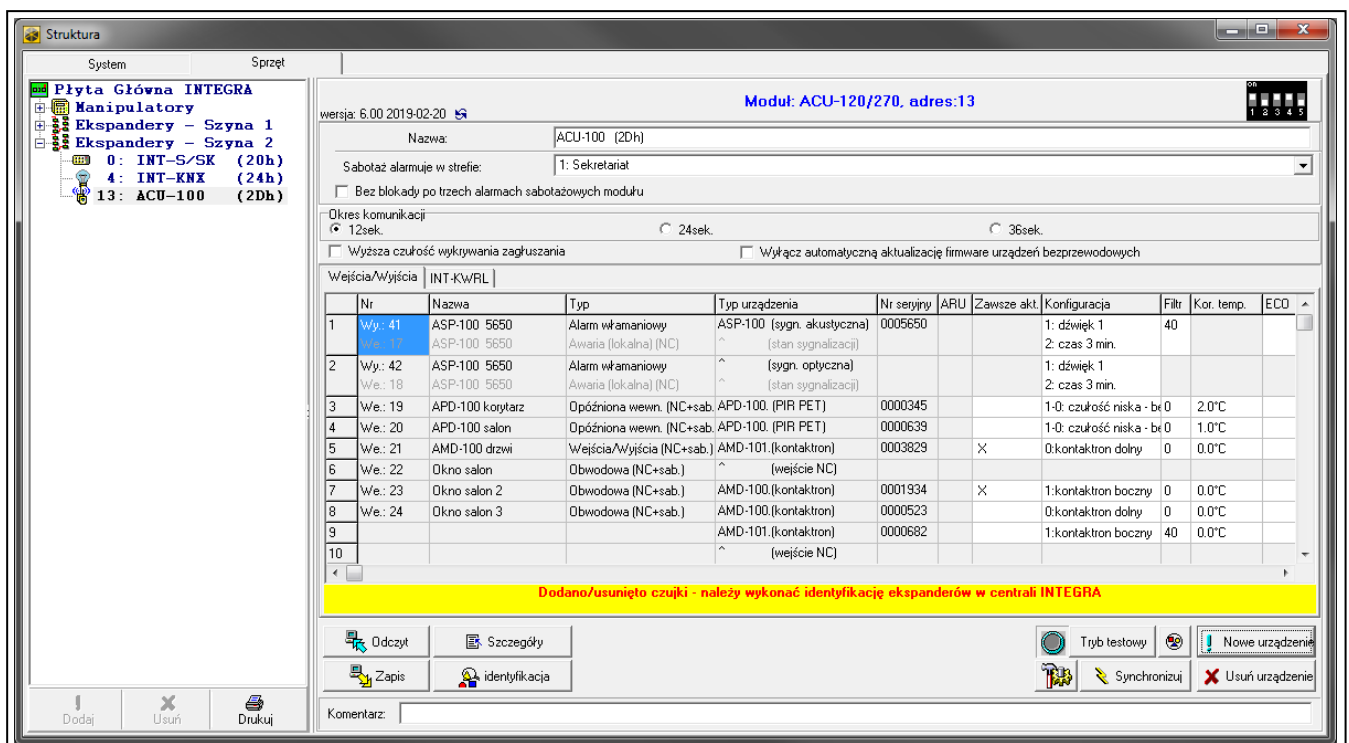 Struktura
System Sprzęt
Płyta Główna INTEGRA
Manipulatory
Ekspandery – Szyna 1
Ekspandery – Szyna 2
0: INT-S/SK (20h)
4: INT-KNX (24h)
13: ACU-100 (2Dh)
Dodaj Usuń Drukuj
wersja: 6.00 2019-02-20
Moduł: ACU-120/270, adres:13
on
1 2 3 4 5
Nazwa: ACU-100 (2Dh)
Sabotaż alarmuje w strefie: 1: Sekretariat
Bez blokady po trzech alarmach sabotażowych modułu
Okres komunikacji
12sek. 24sek. 36sek.
Wyższa czułość wykrywania zagłuszania Wyłącz automatyczną aktualizację firmware urządzeń bezprzewodowych
Wejścia/Wyjścia INT-KWRL
Nr Nazwa Typ Typ urządzenia Nr seryjny ARU Zawsze akt. Konfiguracja Filtr Kor. temp. ECO
1 Wy.: 41 ASP-100 5650 Alarm włamaniowy ASP-100 (sygn. akustyczna) 0005650 1: dźwięk 1 40
We.: 17 ASP-100 5650 Awaria (lokalna) (NC) ^ (stan sygnalizacji) 2: czas 3 min.
2 Wy.: 42 ASP-100 5650 Alarm włamaniowy ^ (sygn. optyczna) 1: dźwięk 1
We.: 18 ASP-100 5650 Awaria (lokalna) (NC) ^ (stan sygnalizacji) 2: czas 3 min.
3 We.: 19 APD-100 korytarz Opóźniona wewn. (NC+sab. APD-100. (PIR PET) 0000345 1-0: czułość niska - be 0 2.0°C
4 We.: 20 APD-100 salon Opóźniona wewn. (NC+sab. APD-100. (PIR PET) 0000639 1-0: czułość niska - be 0 1.0°C
5 We.: 21 AMD-100 drzwi Wejścia/Wyjścia (NC+sab.) AMD-101.(kontaktron) 0003829 X 0:kontaktron dolny 0 0.0°C
6 We.: 22 Okno salon Obwodowa (NC+sab.) ^ (wejście NC)
7 We.: 23 Okno salon 2 Obwodowa (NC+sab.) AMD-100.(kontaktron) 0001934 X 1:kontaktron boczny 0 0.0°C
8 We.: 24 Okno salon 3 Obwodowa (NC+sab.) AMD-100.(kontaktron) 0000523 0:kontaktron dolny 0 0.0°C
9 AMD-101.(kontaktron) 0000682 1:kontaktron boczny 40 0.0°C
10 ^ (wejście NC)
Dodano/usunięto czujki - należy wykonać identyfikację ekspanderów w centrali INTEGRA
Odczyt Szczegóły Tryb testowy Nowe urządzenie
Zapis identyfikacja Synchronizuj Usuń urządzenie
Komentarz: